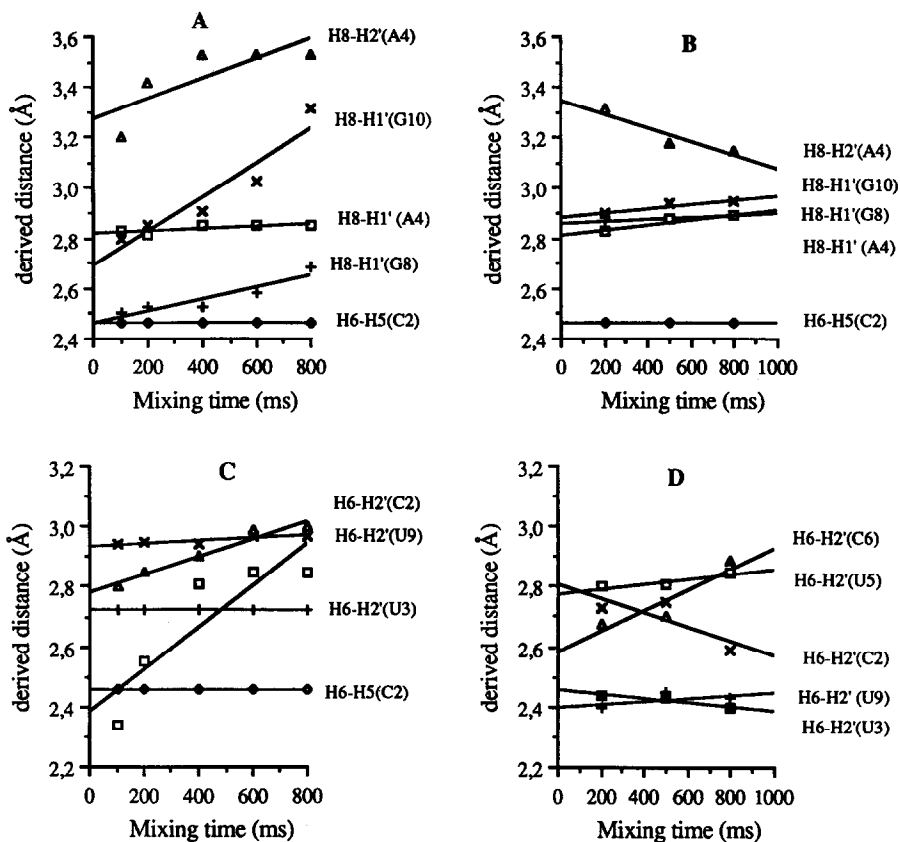 A
3,6
3,4
3,2
3,0
2,8
2,6
2,4
0 200 400 600 800
derived distance (Å)
Mixing time (ms)
H8-H2'(A4)
H8-H1'(G10)
H8-H1' (A4)
H8-H1'(G8)
H6-H5(C2)
B
3,6
3,4
3,2
3,0
2,8
2,6
2,4
0 200 400 600 800 1000
derived distance (Å)
Mixing time (ms)
H8-H2'(A4)
H8-H1'(G10)
H8-H1'(G8)
H8-H1' (A4)
H6-H5(C2)
C
3,2
3,0
2,8
2,6
2,4
2,2
0 200 400 600 800
derived distance (Å)
Mixing time (ms)
H6-H2'(C2)
H6-H2'(U9)
H6-H2'(U3)
H6-H5(C2)
D
3,2
3,0
2,8
2,6
2,4
2,2
0 200 400 600 800 1000
derived distance (Å)
Mixing time (ms)
H6-H2'(C6)
H6-H2'(U5)
H6-H2'(C2)
H6-H2' (U9)
H6-H2'(U3)